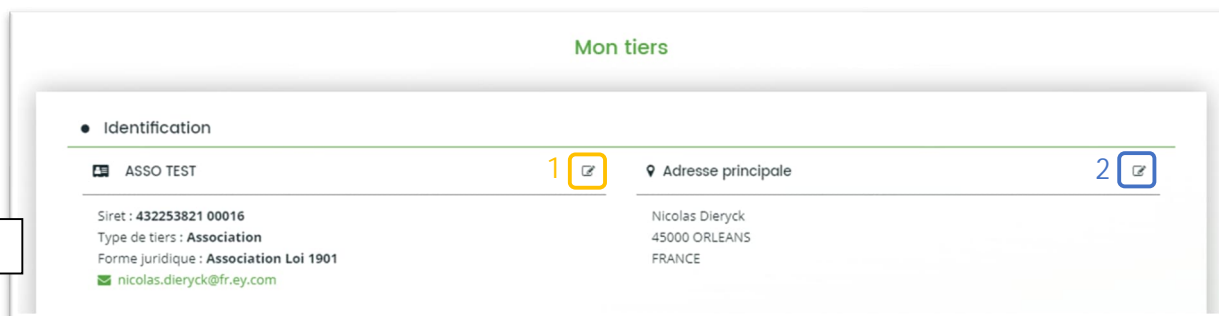 Mon tiers
Identification
ASSO TEST
1
Adresse principale
2
Siret : 432253821 00016
Type de tiers : Association
Forme juridique : Association Loi 1901
nicolas.dieryck@fr.ey.com
Nicolas Dieryck
45000 ORLEANS
FRANCE